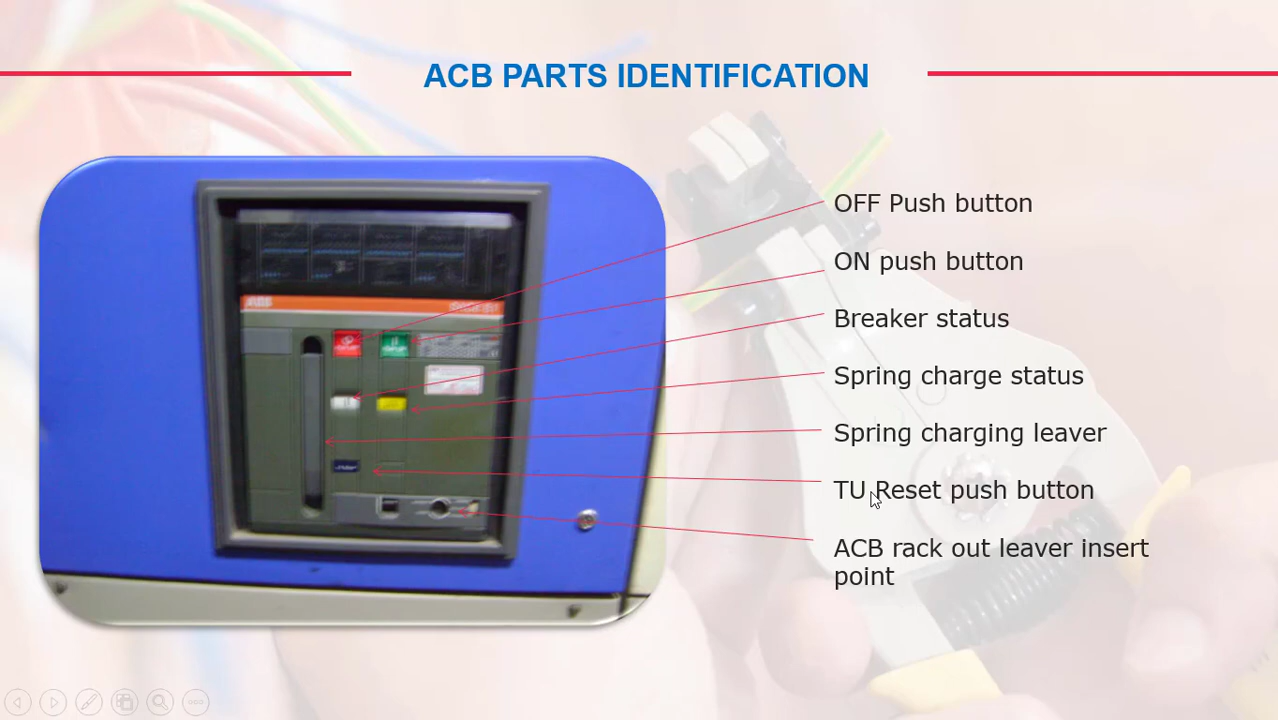 ACB PARTS IDENTIFICATION
OFF Push button
ON push button
Breaker status
Spring charge status
Spring charging leaver
TU Reset push button
ACB rack out leaver insert
point
ABB